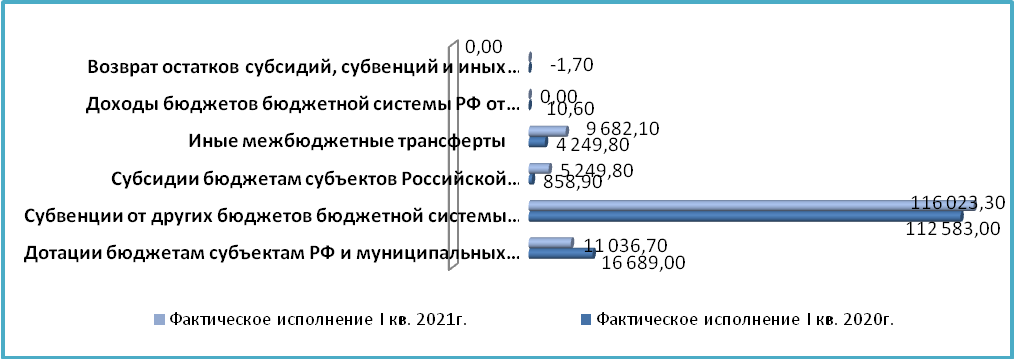 0,00
Возврат остатков субсидий, субвенций и иных...
-1,70
Доходы бюджетов бюджетной системы РФ от...
0,00
10,60
Иные межбюджетные трансферты
9 682,10
4 249,80
Субсидии бюджетам субъектов Российской...
5 249,80
858,90
Субвенции от других бюджетов бюджетной системы...
116 023,30
112 583,00
Дотации бюджетам субъектам РФ и муниципальных...
11 036,70
16 689,00
Фактическое исполнение I кв. 2021г.
Фактическое исполнение I кв. 2020г.